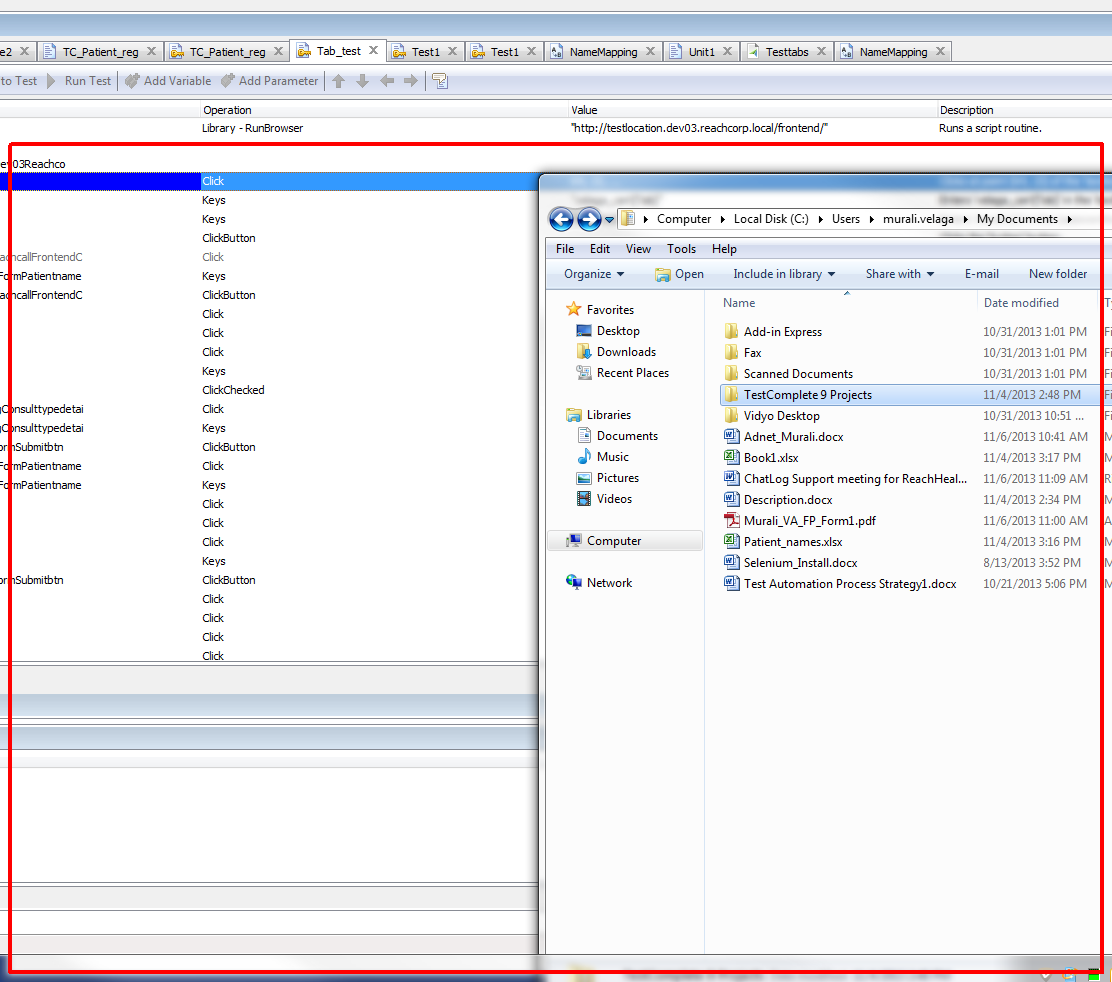 e2 TC_Patient_reg TC_Patient_reg Tab_test Test1 Test1 NameMapping Unit1 Testtabs NameMapping
to Test Run Test Add Variable Add Parameter
Operation Value Description
Library - RunBrowser "http://testlocation.dev03.reachcorp.local/frontend/" Runs a script routine.
ev03Reachco
Click
Keys
Keys
ClickButton
achcallFrontendC Click
FormPatientname Keys
eachcallFrontendC ClickButton
Click
Click
Click
Keys
ClickChecked
gConsulttypedetai Click
gConsulttypedetai Keys
ormSubmitbtn ClickButton
FormPatientname Click
FormPatientname Keys
Click
Click
Click
Keys
ormSubmitbtn ClickButton
Click
Click
Click
Click
Computer Local Disk (C:) Users murali.velaga My Documents
File Edit View Tools Help
Organize Open Include in library Share with E-mail New folder
Favorites
Desktop
Downloads
Recent Places
Libraries
Documents
Music
Pictures
Videos
Computer
Network
Name Date modified Ty
Add-in Express 10/31/2013 1:01 PM Fi
Fax 10/31/2013 1:01 PM Fi
Scanned Documents 10/31/2013 1:01 PM Fi
TestComplete 9 Projects 11/4/2013 2:48 PM Fi
Vidyo Desktop 10/31/2013 10:51 ... Fi
Adnet_Murali.docx 11/6/2013 10:41 AM M
Book1.xlsx 11/4/2013 3:17 PM M
ChatLog Support meeting for ReachHeal... 11/6/2013 11:09 AM R
Description.docx 11/4/2013 2:34 PM M
Murali_VA_FP_Form1.pdf 11/6/2013 11:00 AM A
Patient_names.xlsx 11/4/2013 3:16 PM M
Selenium_Install.docx 8/13/2013 3:52 PM M
Test Automation Process Strategy1.docx 10/21/2013 5:06 PM M